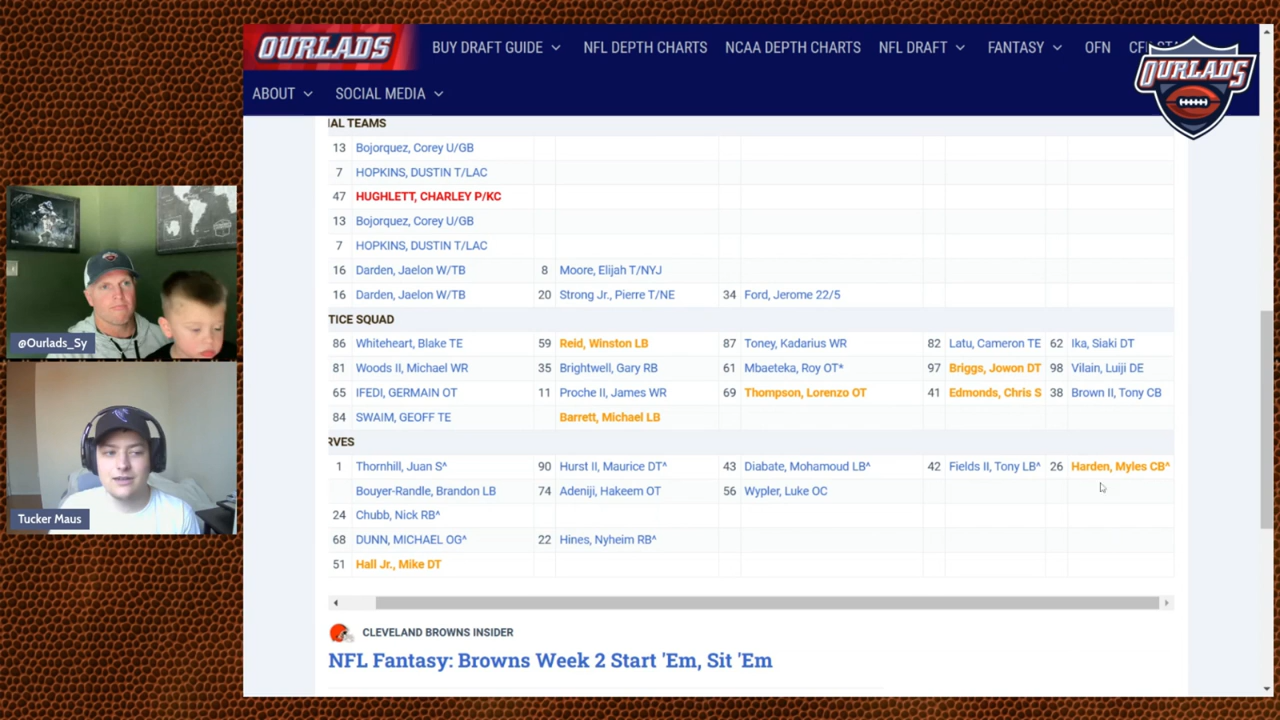 OURLADS
BUY DRAFT GUIDE NFL DEPTH CHARTS NCAA DEPTH CHARTS NFL DRAFT FANTASY OFN
ABOUT SOCIAL MEDIA
OURLADS
IAL TEAMS
13 Bojorquez, Corey U/GB
7 HOPKINS, DUSTIN T/LAC
47 HUGHLETT, CHARLEY P/KC
13 Bojorquez, Corey U/GB
7 HOPKINS, DUSTIN T/LAC
16 Darden, Jaelon W/TB 8 Moore, Elijah T/NYJ
16 Darden, Jaelon W/TB 20 Strong Jr., Pierre T/NE 34 Ford, Jerome 22/5
TICE SQUAD
86 Whiteheart, Blake TE 59 Reid, Winston LB 87 Toney, Kadarius WR 82 Latu, Cameron TE 62 Ika, Siaki DT
81 Woods II, Michael WR 35 Brightwell, Gary RB 61 Mbaeteka, Roy OT* 97 Briggs, Jowon DT 98 Vilain, Luiji DE
65 IFEDI, GERMAIN OT 11 Proche II, James WR 69 Thompson, Lorenzo OT 41 Edmonds, Chris S 38 Brown II, Tony CB
84 SWAIM, GEOFF TE Barrett, Michael LB
RVES
1 Thornhill, Juan S^ 90 Hurst II, Maurice DT^ 43 Diabate, Mohamoud LB^ 42 Fields II, Tony LB^ 26 Harden, Myles CB^
Bouyer-Randle, Brandon LB 74 Adeniji, Hakeem OT 56 Wypler, Luke OC
24 Chubb, Nick RB^
68 DUNN, MICHAEL OG^ 22 Hines, Nyheim RB^
51 Hall Jr., Mike DT
CLEVELAND BROWNS INSIDER
NFL Fantasy: Browns Week 2 Start 'Em, Sit 'Em
@Ourlads_Sy
Tucker Maus